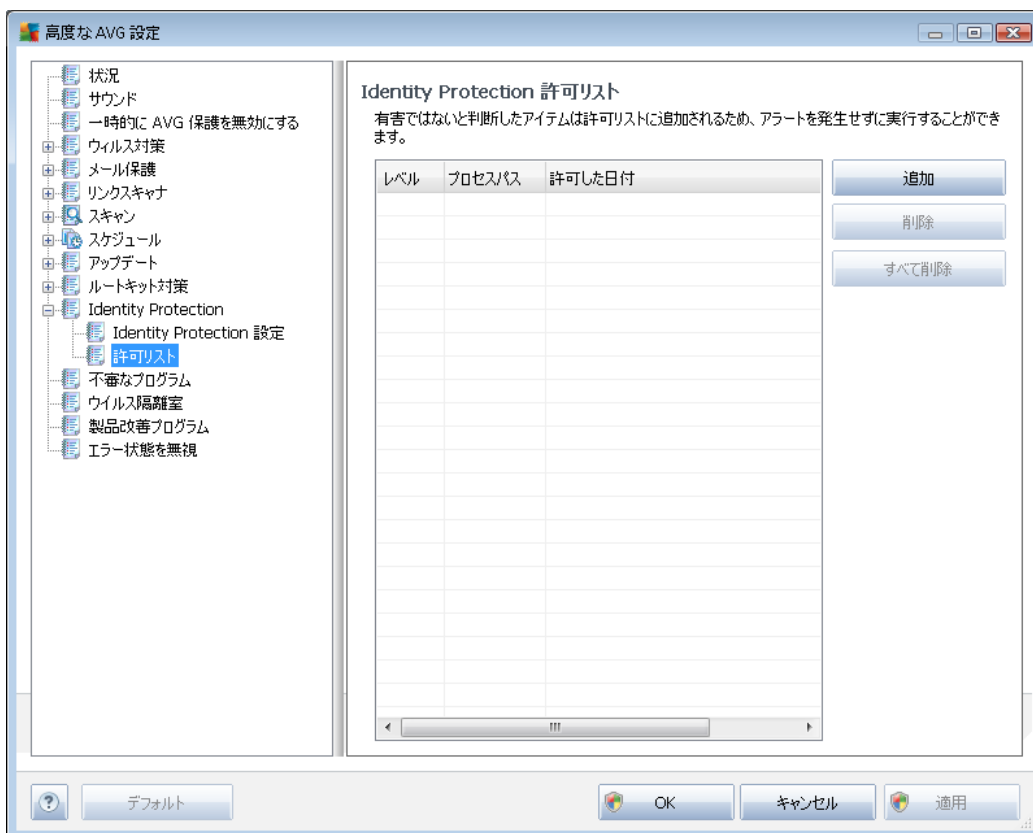 高度な AVG 設定
状況
サウンド
一時的に AVG 保護を無効にする
ウィルス対策
メール保護
リンクスキャナ
スキャン
スケジュール
アップデート
ルートキット対策
Identity Protection
Identity Protection 設定
許可リスト
不審なプログラム
ウイルス隔離室
製品改善プログラム
エラー状態を無視
Identity Protection 許可リスト
有害ではないと判断したアイテムは許可リストに追加されるため、アラートを発生せずに実行することができ
ます。
レベル プロセスパス 許可した日付
追加
削除
すべて削除
? デフォルト OK キャンセル 適用